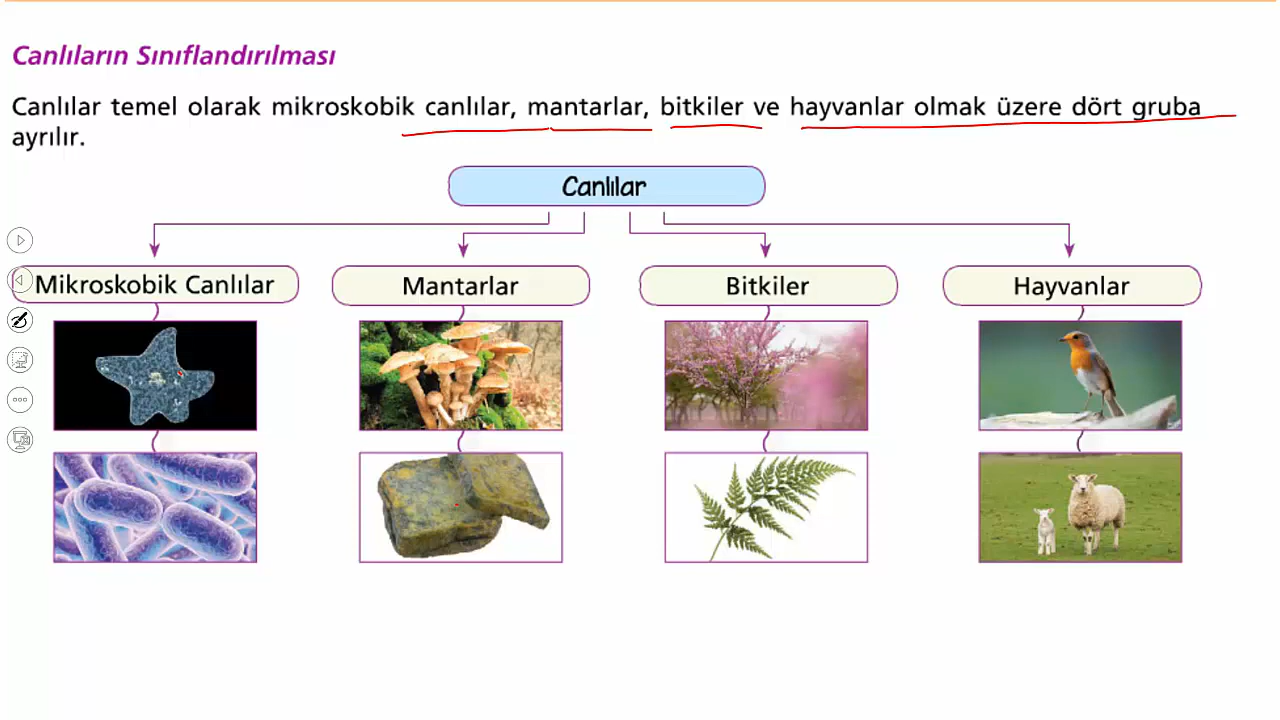 Canlıların Sınıflandırılması
Canlılar temel olarak mikroskobik canlılar, mantarlar, bitkiler ve hayvanlar olmak üzere dört gruba
ayrılır.
Canlılar
Mikroskobik Canlılar
Mantarlar
Bitkiler
Hayvanlar